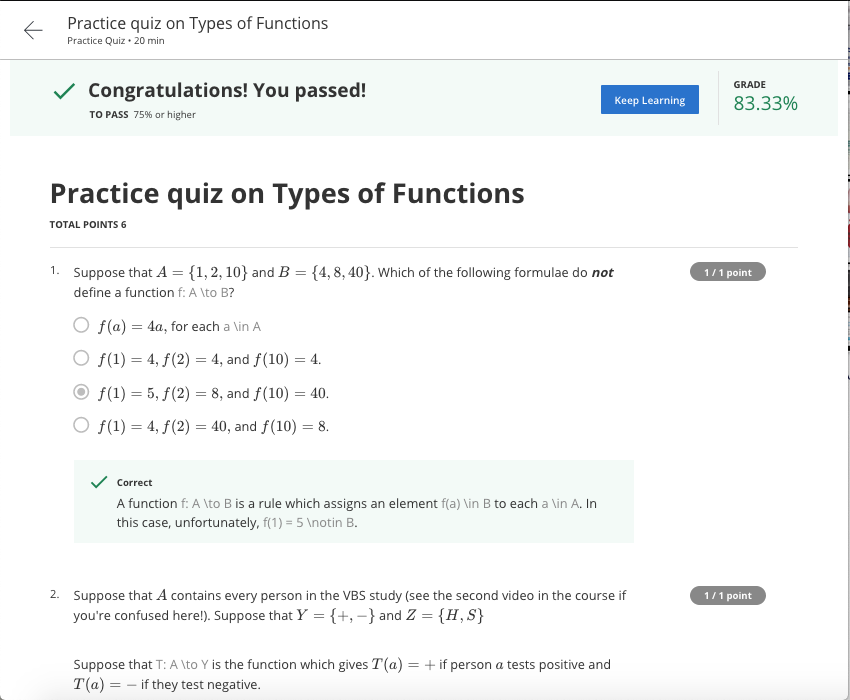 Practice quiz on Types of Functions
Practice Quiz • 20 min
Congratulations! You passed!
TO PASS 75% or higher
Keep Learning
GRADE
83.33%
Practice quiz on Types of Functions
TOTAL POINTS 6
1. Suppose that A = {1, 2, 10} and B = {4, 8, 40}. Which of the following formulae do not
define a function f: A \to B?
1 / 1 point
f(a) = 4a, for each a \in A
f(1) = 4, f(2) = 4, and f(10) = 4.
f(1) = 5, f(2) = 8, and f(10) = 40.
f(1) = 4, f(2) = 40, and f(10) = 8.
Correct
A function f: A \to B is a rule which assigns an element f(a) \in B to each a \in A. In
this case, unfortunately, f(1) = 5 \notin B.
2. Suppose that A contains every person in the VBS study (see the second video in the course if
you're confused here!). Suppose that Y = {+, −} and Z = {H, S}
1 / 1 point
Suppose that T: A \to Y is the function which gives T(a) = + if person a tests positive and
T(a) = − if they test negative.